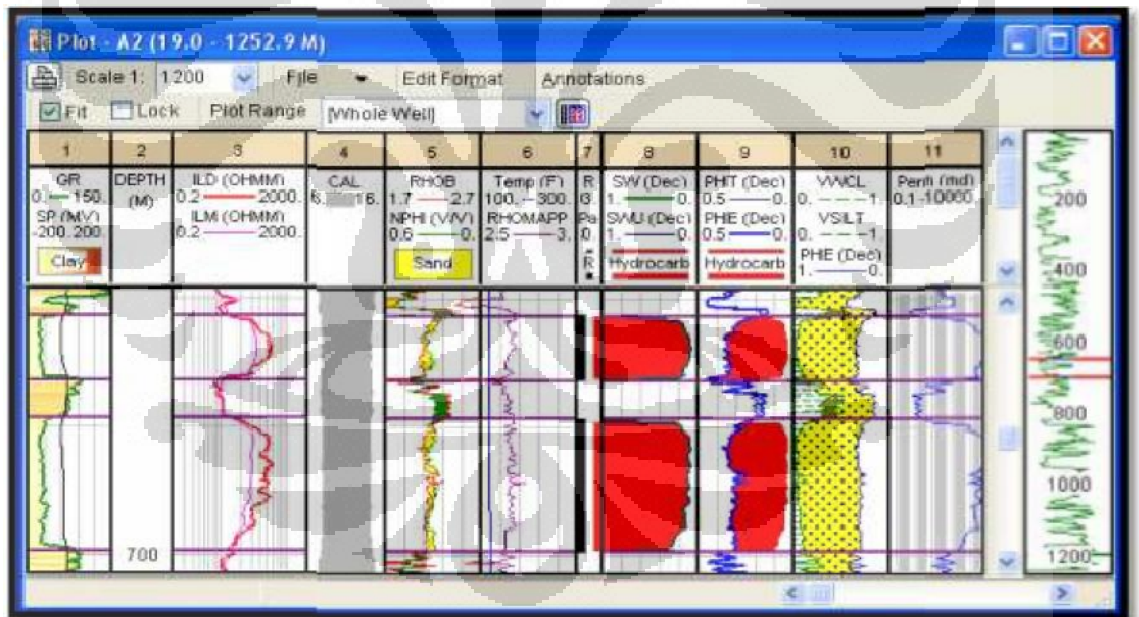 Plot - A2 (19.0 - 1252.9 M)
Scale 1: 1200 File Edit Format Annotations
Fit Lock Plot Range [Whole Well]
1 2 3 4 5 6 7 8 9 10 11
GR DEPTH ILD (OHMM) CAL RHOB Temp (F) R SW (Dec) PHIT (Dec) VWCL Perm (md)
0. 150. (M) 0.2 2000. 6. 16. 1.7 2.7 100. 300. 1. 0. 0.5 0. 0. 1. 0.1 10000.
SP (MV) ILM (OHMM) NPHI (V/V) RHOMAPP Pa SWU (Dec) PHIE (Dec) VSILT
-200. 200. 0.2 2000. 0.6 0. 2.5 3. 0. 1. 0. 0.5 0. 0. 1.
Clay Sand R Hydrocarb Hydrocarb PHIE (Dec)
1. 0.
700
200
400
600
800
1000
1200